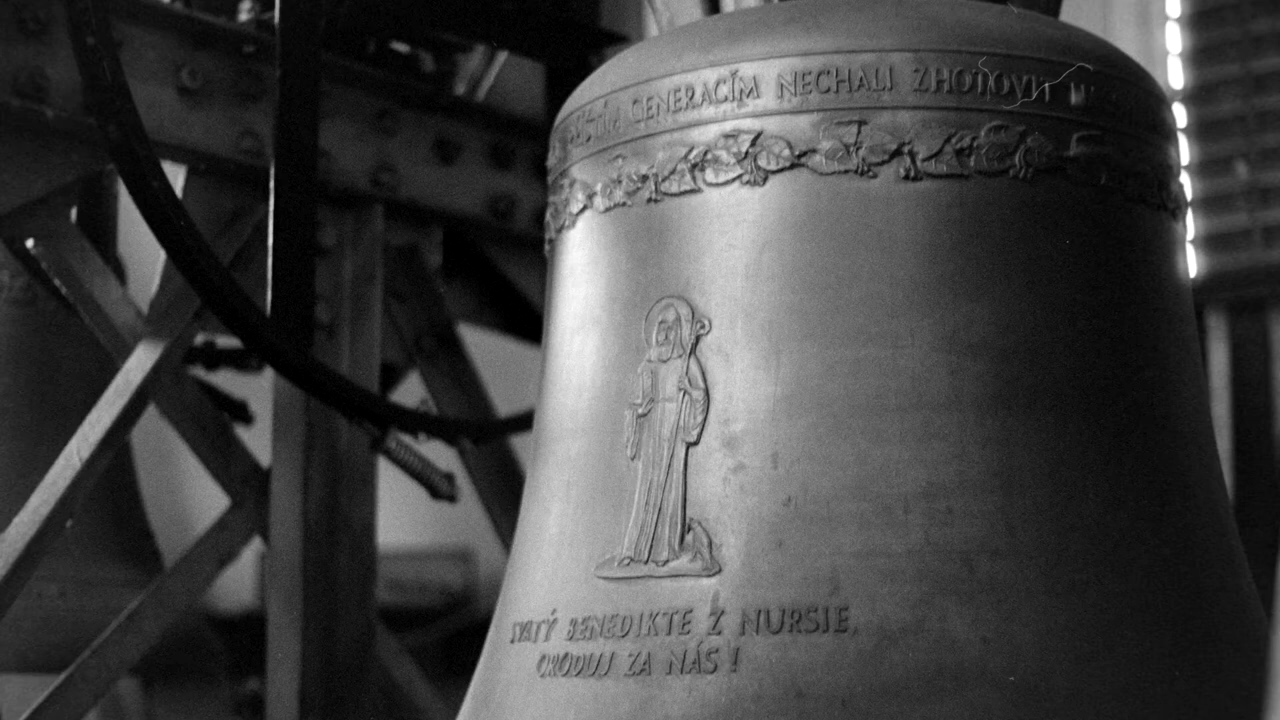 GENERACÍM NECHALI ZHOTOVIT
SVATÝ BENEDIKTE Z NURSIE,
ORODUJ ZA NÁS!